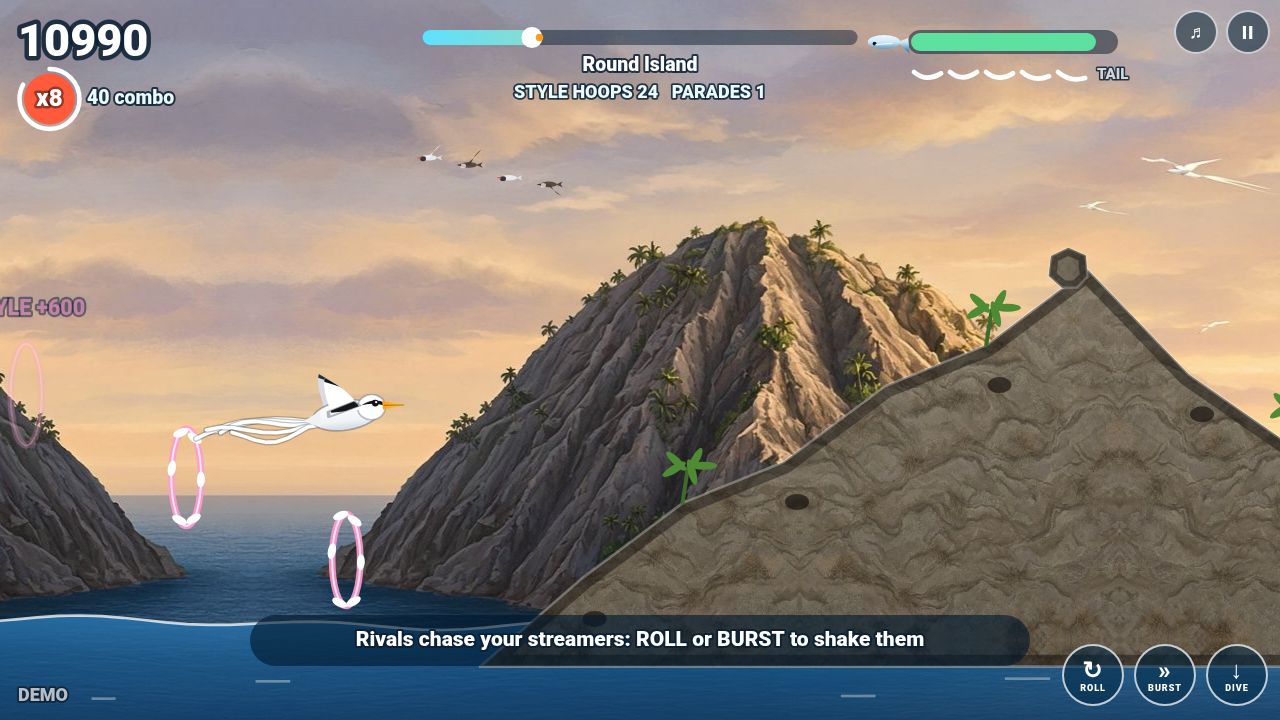 10990
x8 40 combo
Round Island
STYLE HOOPS 24 PARADES 1
TAIL
YLE +600
Rivals chase your streamers: ROLL or BURST to shake them
ROLL
BURST
DIVE
DEMO